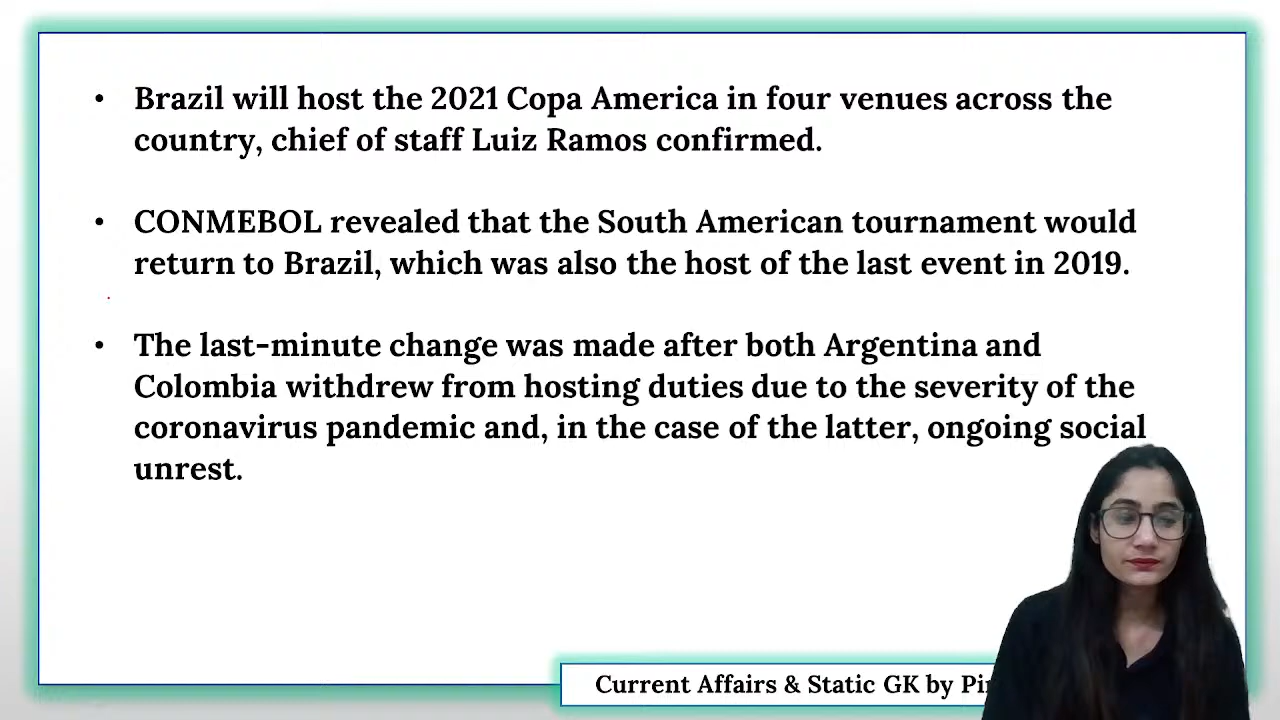 • Brazil will host the 2021 Copa America in four venues across the
country, chief of staff Luiz Ramos confirmed.
• CONMEBOL revealed that the South American tournament would
return to Brazil, which was also the host of the last event in 2019.
• The last-minute change was made after both Argentina and
Colombia withdrew from hosting duties due to the severity of the
coronavirus pandemic and, in the case of the latter, ongoing social
unrest.
Current Affairs & Static GK by